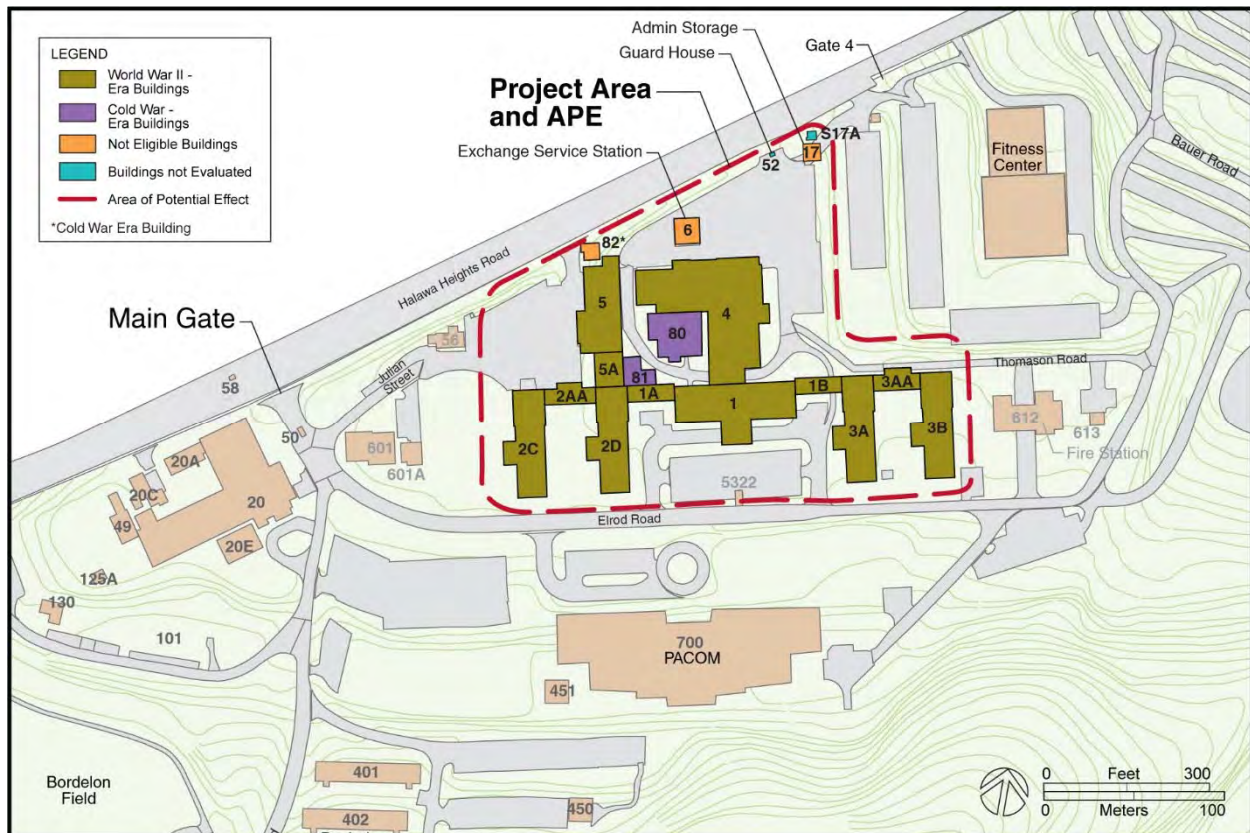 LEGEND
World War II -
Era Buildings
Cold War -
Era Buildings
Not Eligible Buildings
Buildings not Evaluated
Area of Potential Effect
*Cold War Era Building
Admin Storage
Guard House
Gate 4
Project Area
and APE
Exchange Service Station
S17A
17
52
Fitness
Center
Bauer Road
6
82*
Halawa Heights Road
Main Gate
5
4
80
56
Julian
Street
58
5A
81
Thomason Road
2AA
1A
1
1B
3AA
2C
2D
3A
3B
612
613
Fire Station
50
601
601A
20A
20C
20
49
20E
5322
Elrod Road
125A
130
101
700
PACOM
451
Bordelon
Field
401
402
450
0 Feet 300
0 Meters 100